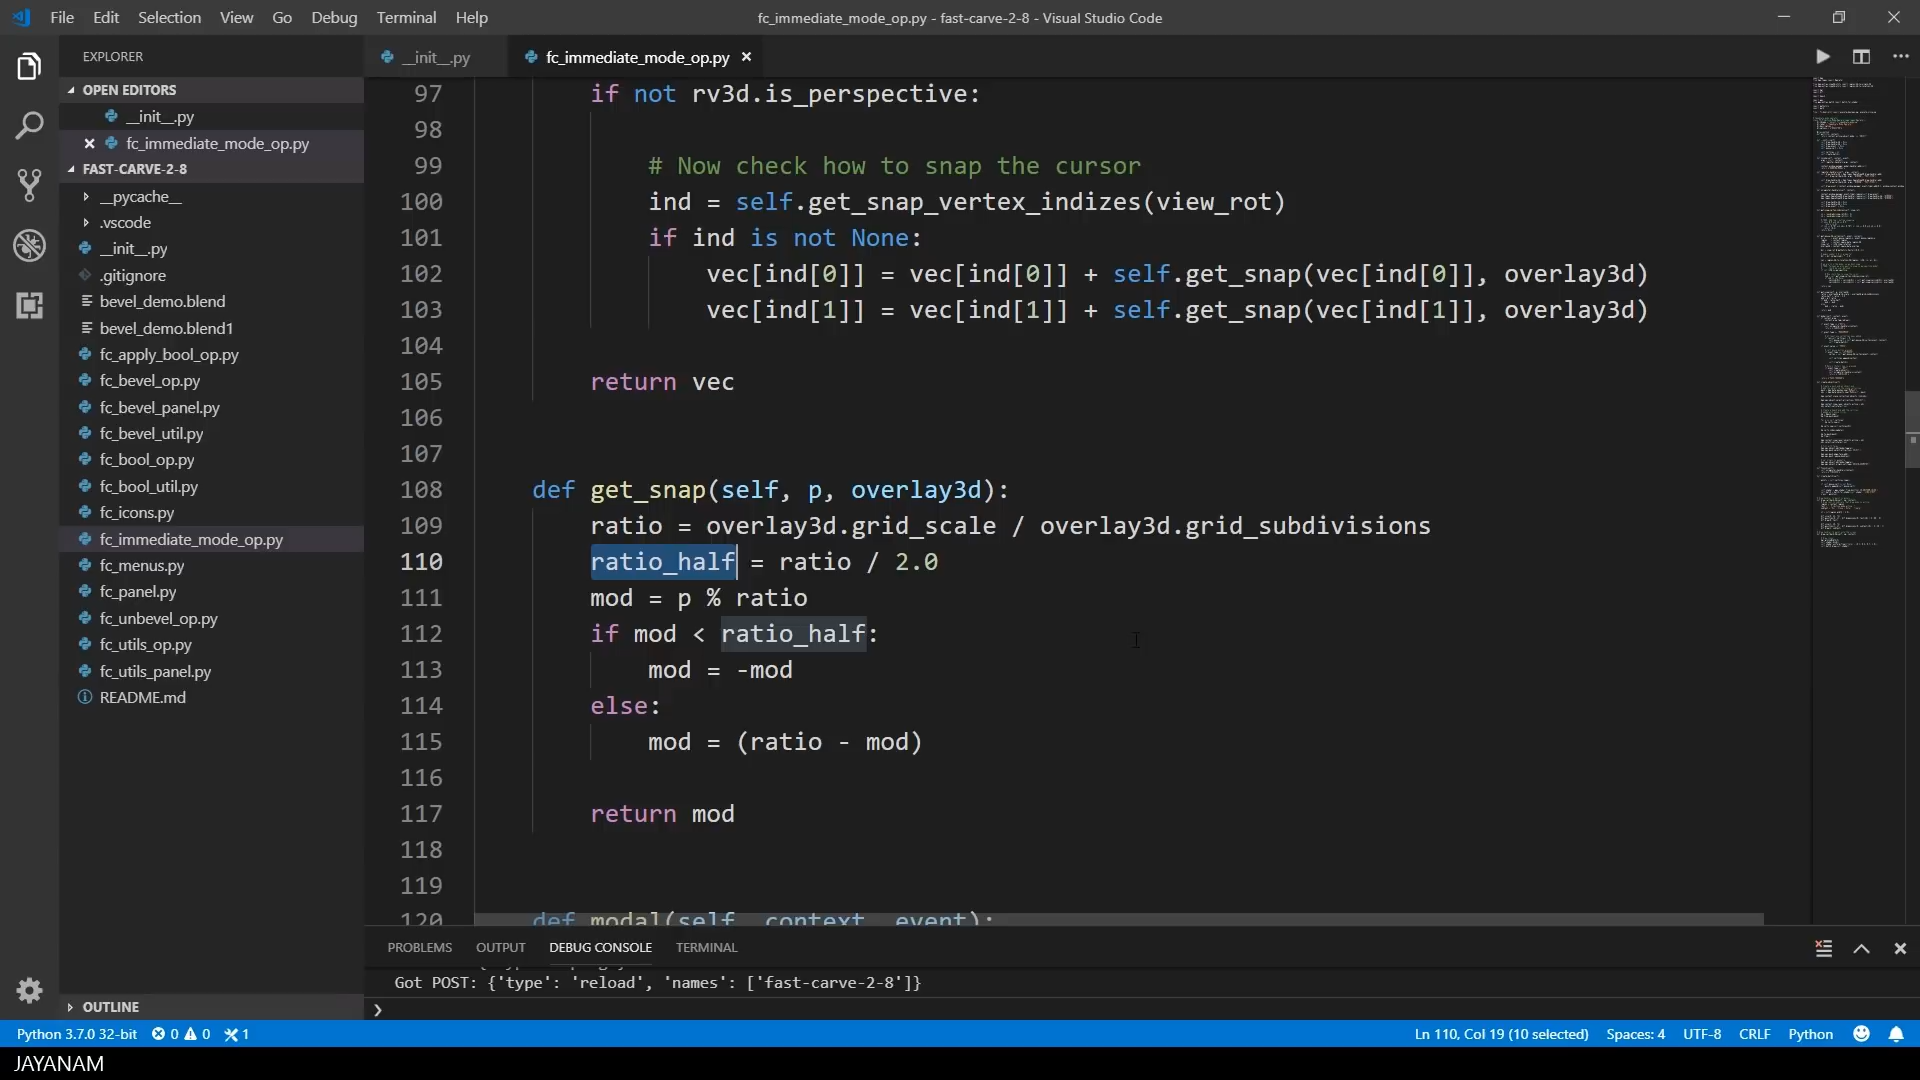 File Edit Selection View Go Debug Terminal Help
fc_immediate_mode_op.py - fast-carve-2-8 - Visual Studio Code
EXPLORER
OPEN EDITORS
__init__.py
fc_immediate_mode_op.py
FAST-CARVE-2-8
__pycache__
.vscode
__init__.py
.gitignore
bevel_demo.blend
bevel_demo.blend1
fc_apply_bool_op.py
fc_bevel_op.py
fc_bevel_panel.py
fc_bevel_util.py
fc_bool_op.py
fc_bool_util.py
fc_icons.py
fc_immediate_mode_op.py
fc_menus.py
fc_panel.py
fc_unbevel_op.py
fc_utils_op.py
fc_utils_panel.py
README.md
OUTLINE
__init__.py fc_immediate_mode_op.py
97 if not rv3d.is_perspective:
98
99 # Now check how to snap the cursor
100 ind = self.get_snap_vertex_indizes(view_rot)
101 if ind is not None:
102 vec[ind[0]] = vec[ind[0]] + self.get_snap(vec[ind[0]], overlay3d)
103 vec[ind[1]] = vec[ind[1]] + self.get_snap(vec[ind[1]], overlay3d)
104
105 return vec
106
107
108 def get_snap(self, p, overlay3d):
109 ratio = overlay3d.grid_scale / overlay3d.grid_subdivisions
110 ratio_half = ratio / 2.0
111 mod = p % ratio
112 if mod < ratio_half:
113 mod = -mod
114 else:
115 mod = (ratio - mod)
116
117 return mod
118
119
120 def modal(self, context, event):
PROBLEMS OUTPUT DEBUG CONSOLE TERMINAL
Got POST: {'type': 'reload', 'names': ['fast-carve-2-8']}
Python 3.7.0 32-bit 0 0 1
Ln 110, Col 19 (10 selected) Spaces: 4 UTF-8 CRLF Python
JAYANAM